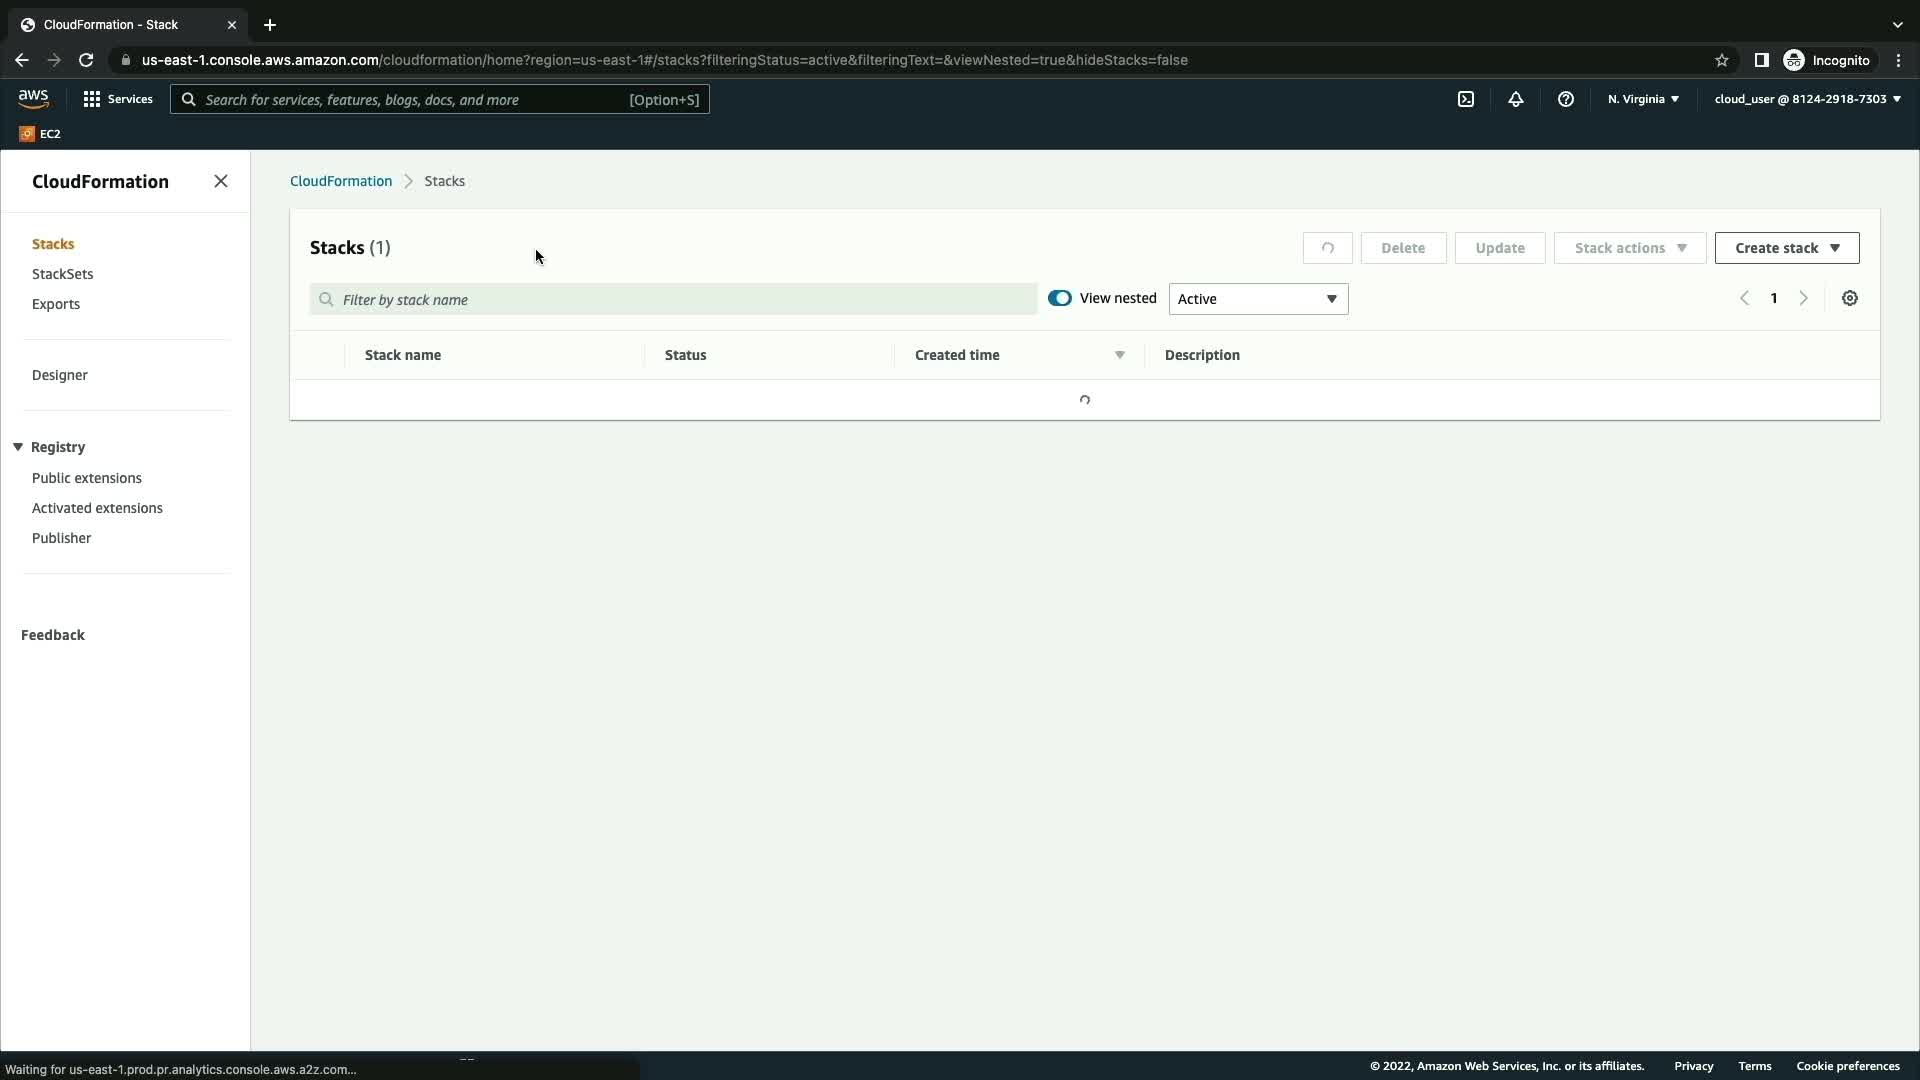 CloudFormation - Stack
us-east-1.console.aws.amazon.com/cloudformation/home?region=us-east-1#/stacks?filteringStatus=active&filteringText=&viewNested=true&hideStacks=false
Incognito
aws
Services
Search for services, features, blogs, docs, and more
[Option+S]
N. Virginia
cloud_user @ 8124-2918-7303
EC2
CloudFormation
CloudFormation
Stacks
Stacks
StackSets
Exports
Designer
Registry
Public extensions
Activated extensions
Publisher
Feedback
Stacks (1)
Delete
Update
Stack actions
Create stack
Filter by stack name
View nested
Active
1
Stack name
Status
Created time
Description
Waiting for us-east-1.prod.pr.analytics.console.aws.a2z.com...
© 2022, Amazon Web Services, Inc. or its affiliates.
Privacy
Terms
Cookie preferences